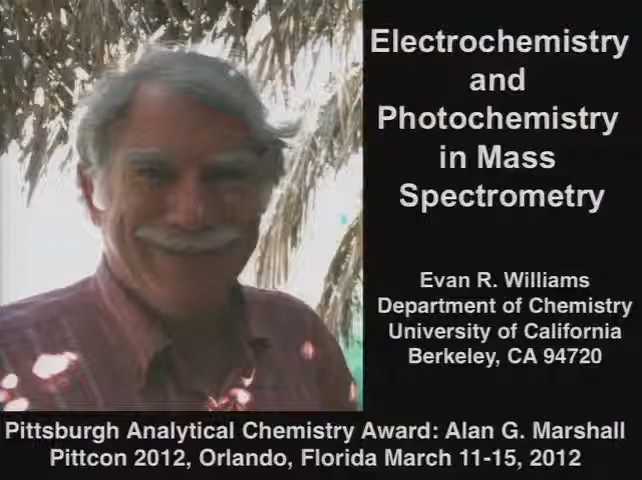 Electrochemistry
and
Photochemistry
in Mass
Spectrometry
Evan R. Williams
Department of Chemistry
University of California
Berkeley, CA 94720
Pittsburgh Analytical Chemistry Award: Alan G. Marshall
Pittcon 2012, Orlando, Florida March 11-15, 2012